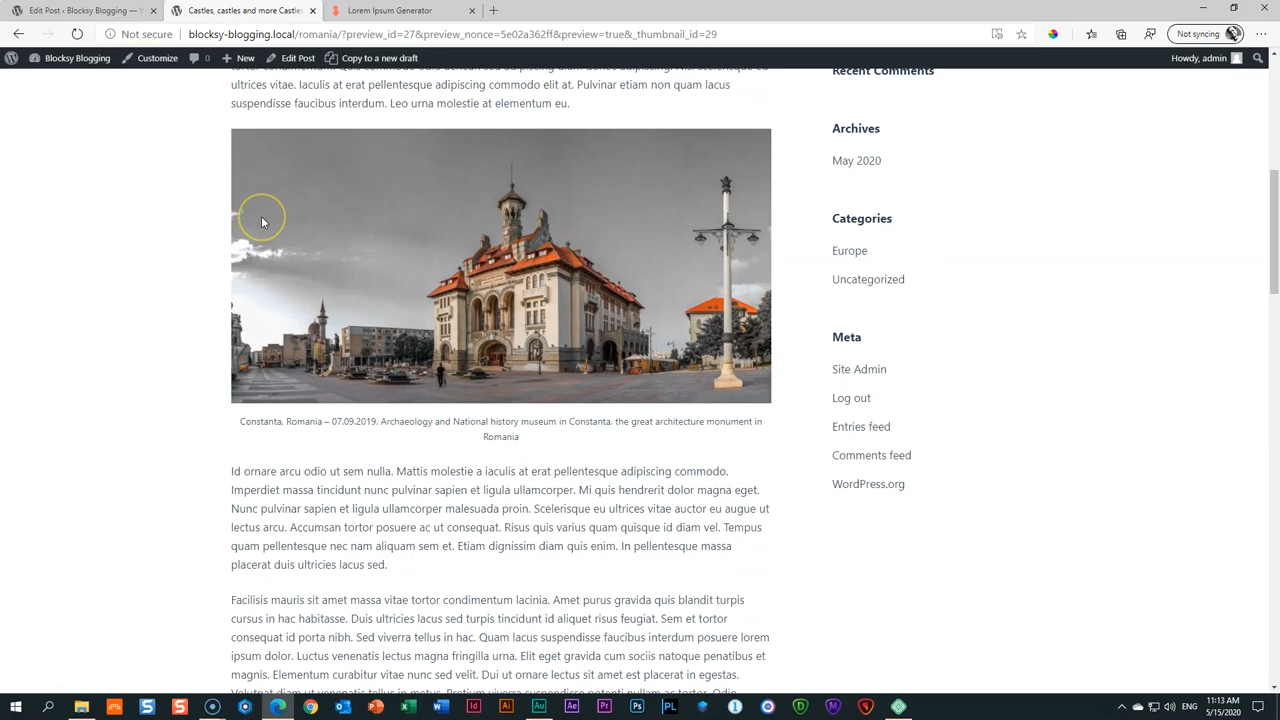 Edit Post ‹ Blocksy Blogging — W
Castles, castles and more castles
Lorem Ipsum Generator
Not secure
blocksy-blogging.local/romania/?preview_id=27&preview_nonce=5e02a362ff&preview=true&_thumbnail_id=29
Not syncing
Blocksy Blogging
Customize
0
New
Edit Post
Copy to a new draft
Howdy, admin
ultrices vitae. Iaculis at erat pellentesque adipiscing commodo elit at. Pulvinar etiam non quam lacus
suspendisse faucibus interdum. Leo urna molestie at elementum eu.
Constanta, Romania – 07.09.2019. Archaeology and National history museum in Constanta, the great architecture monument in
Romania
Id ornare arcu odio ut sem nulla. Mattis molestie a iaculis at erat pellentesque adipiscing commodo.
Imperdiet massa tincidunt nunc pulvinar sapien et ligula ullamcorper. Mi quis hendrerit dolor magna eget.
Nunc pulvinar sapien et ligula ullamcorper malesuada proin. Scelerisque eu ultrices vitae auctor eu augue ut
lectus arcu. Accumsan tortor posuere ac ut consequat. Risus quis varius quam quisque id diam vel. Tempus
quam pellentesque nec nam aliquam sem et. Etiam dignissim diam quis enim. In pellentesque massa
placerat duis ultricies lacus sed.
Facilisis mauris sit amet massa vitae tortor condimentum lacinia. Amet purus gravida quis blandit turpis
cursus in hac habitasse. Duis ultricies lacus sed turpis tincidunt id aliquet risus feugiat. Sem et tortor
consequat id porta nibh. Sed viverra tellus in hac. Quam lacus suspendisse faucibus interdum posuere lorem
ipsum dolor. Luctus venenatis lectus magna fringilla urna. Elit eget gravida cum sociis natoque penatibus et
magnis. Elementum curabitur vitae nunc sed velit. Dui ut ornare lectus sit amet est placerat in egestas.
Recent Comments
Archives
May 2020
Categories
Europe
Uncategorized
Meta
Site Admin
Log out
Entries feed
Comments feed
WordPress.org
ENG
11:13 AM
5/15/2020